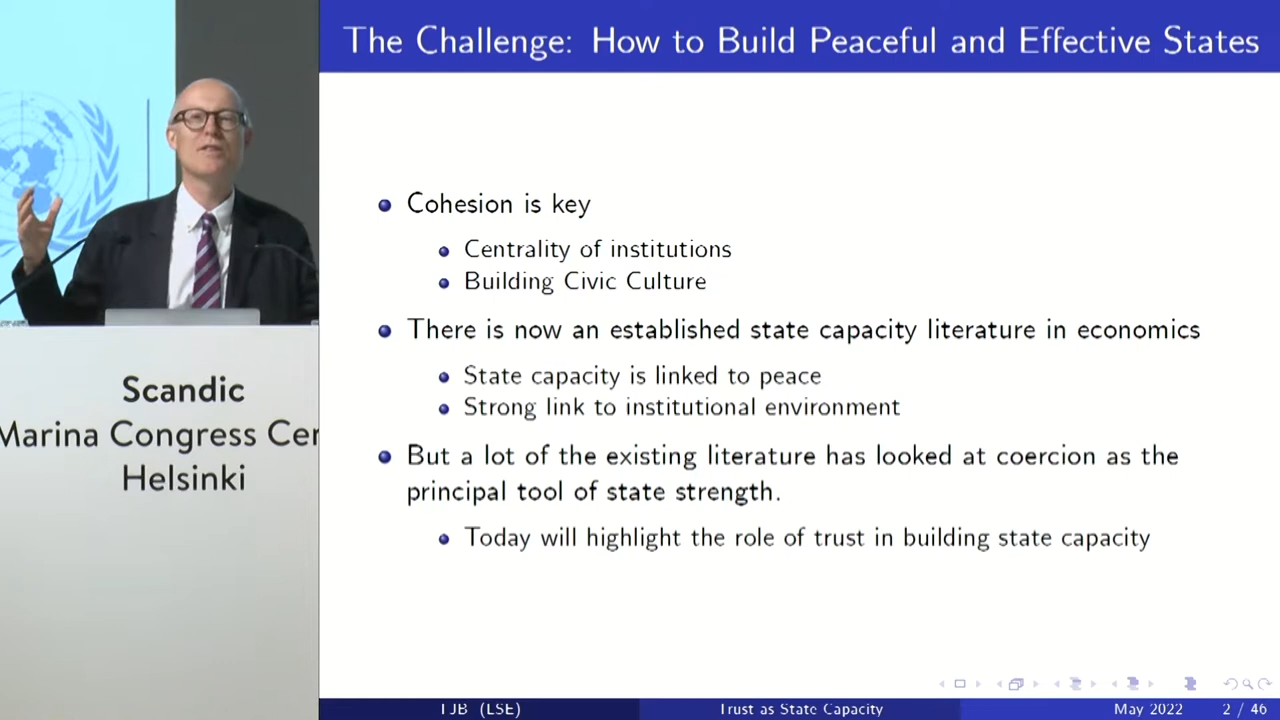 The Challenge: How to Build Peaceful and Effective States
Cohesion is key
Centrality of institutions
Building Civic Culture
There is now an established state capacity literature in economics
State capacity is linked to peace
Strong link to institutional environment
But a lot of the existing literature has looked at coercion as the
principal tool of state strength.
Today will highlight the role of trust in building state capacity
Scandic
Marina Congress Cen
Helsinki
TJB (LSE)
Trust as State Capacity
May 2022
2 / 46